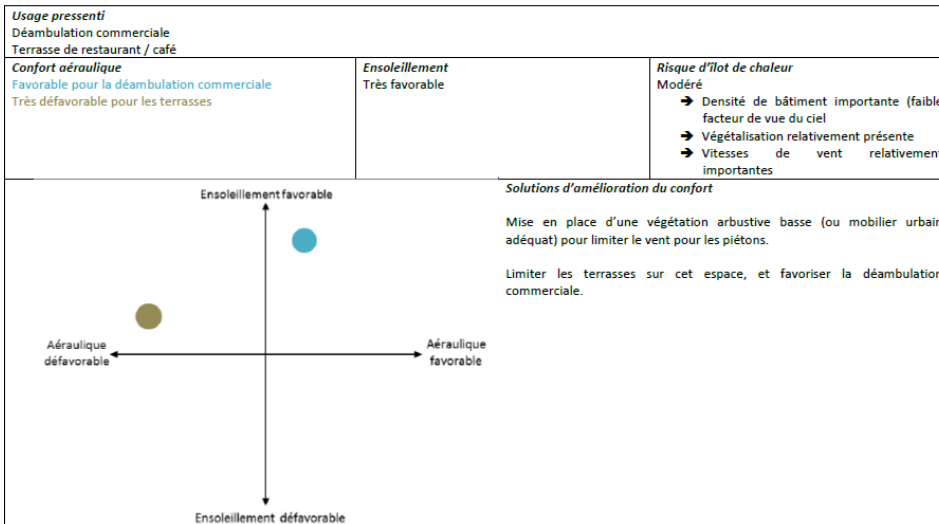 Usage pressenti
Déambulation commerciale
Terrasse de restaurant / café
Confort aéraulique
Favorable pour la déambulation commerciale
Très défavorable pour les terrasses
Ensoleillement
Très favorable
Risque d'îlot de chaleur
Modéré
➔ Densité de bâtiment importante (faible
facteur de vue du ciel
➔ Végétalisation relativement présente
➔ Vitesses de vent relativement
importantes
Ensoleillement favorable
Aéraulique
défavorable
Aéraulique
favorable
Ensoleillement défavorable
Solutions d'amélioration du confort
Mise en place d'une végétation arbustive basse (ou mobilier urbain
adéquat) pour limiter le vent pour les piétons.
Limiter les terrasses sur cet espace, et favoriser la déambulation
commerciale.